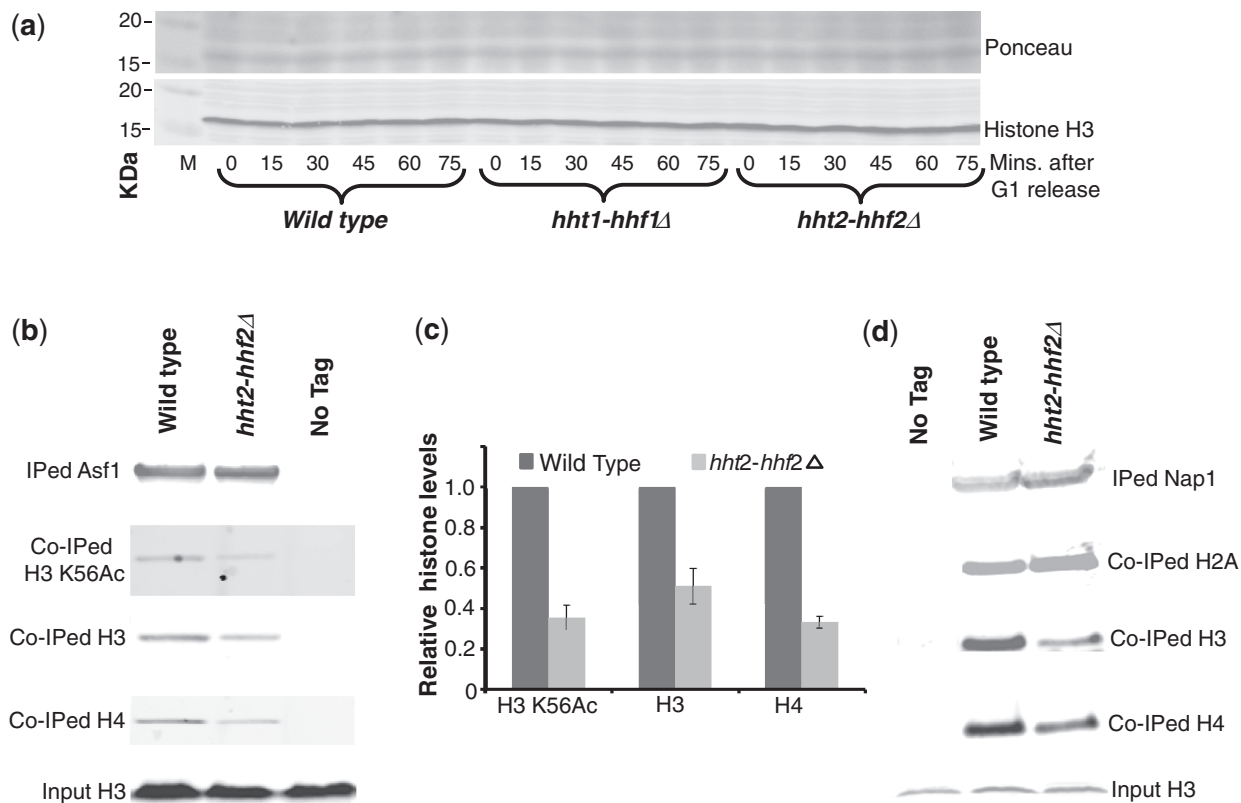 (a)
20
15
Ponceau
20
15
Histone H3
KDa
M 0 15 30 45 60 75 0 15 30 45 60 75 0 15 30 45 60 75 Mins. after
G1 release
Wild type hht1-hhf1Δ hht2-hhf2Δ
(b)
Wild type
hht2-hhf2Δ
No Tag
IPed Asf1
Co-IPed
H3 K56Ac
Co-IPed H3
Co-IPed H4
Input H3
(c)
Relative histone levels
Wild Type hht2-hhf2 Δ
1.0
0.8
0.6
0.4
0.2
0
H3 K56Ac H3 H4
(d)
No Tag
Wild type
hht2-hhf2Δ
IPed Nap1
Co-IPed H2A
Co-IPed H3
Co-IPed H4
Input H3